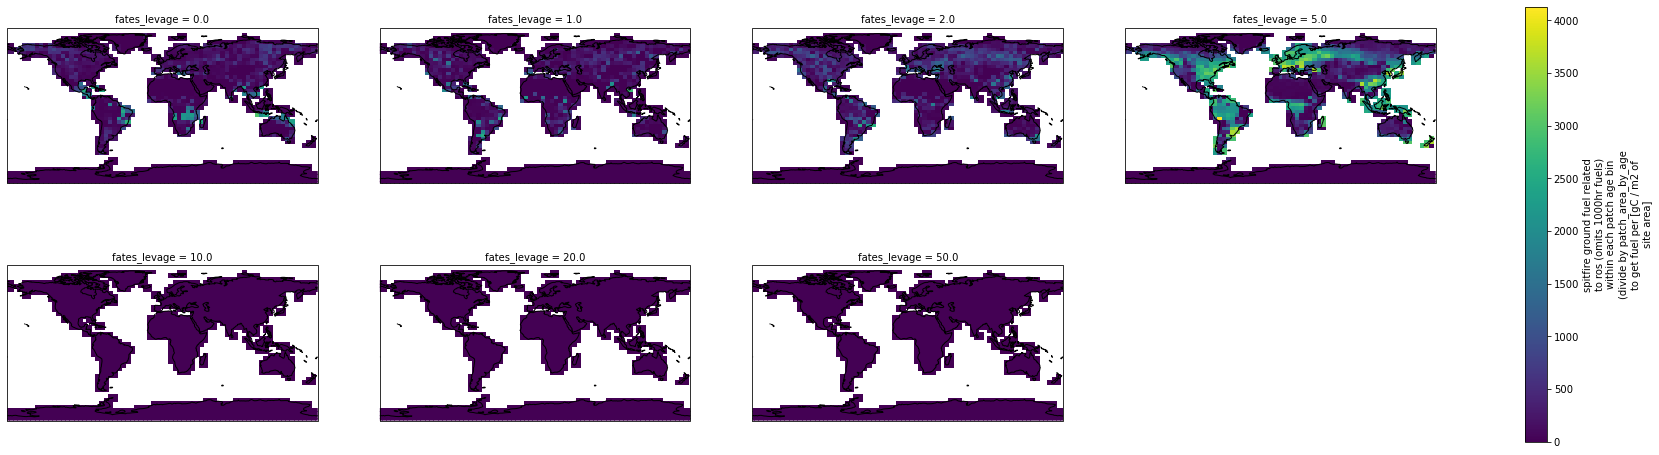 fates_levage = 0.0
fates_levage = 1.0
fates_levage = 2.0
fates_levage = 5.0
fates_levage = 10.0
fates_levage = 20.0
fates_levage = 50.0
4000
3500
3000
2500
2000
1500
1000
500
0
spitfire ground fuel related
to ros (omits 1000hr fuels)
within each patch age bin
(divide by patch_area_by_age
to get fuel per [gC / m2 of
site area]